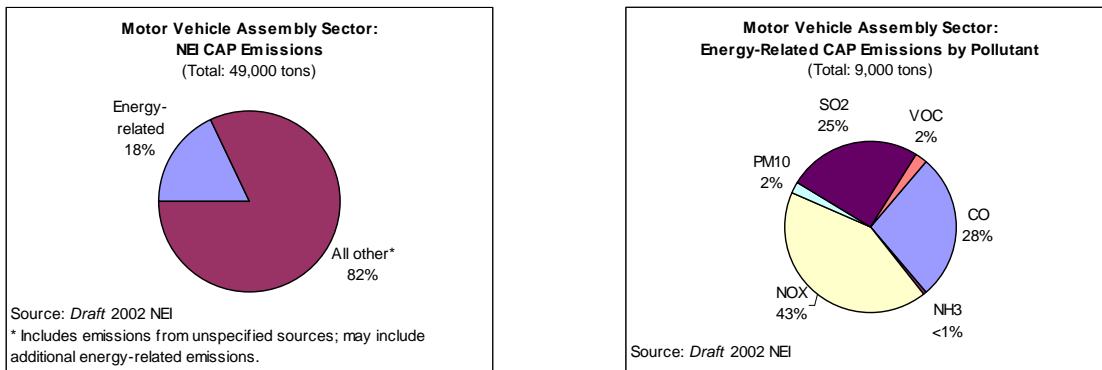 Motor Vehicle Assembly Sector:
NEI CAP Emissions
(Total: 49,000 tons)
Energy-
related
18%
All other*
82%
Source: Draft 2002 NEI
* Includes emissions from unspecified sources; may include
additional energy-related emissions.
Motor Vehicle Assembly Sector:
Energy-Related CAP Emissions by Pollutant
(Total: 9,000 tons)
SO2
25%
VOC
2%
PM10
2%
CO
28%
NOX
43%
NH3
<1%
Source: Draft 2002 NEI